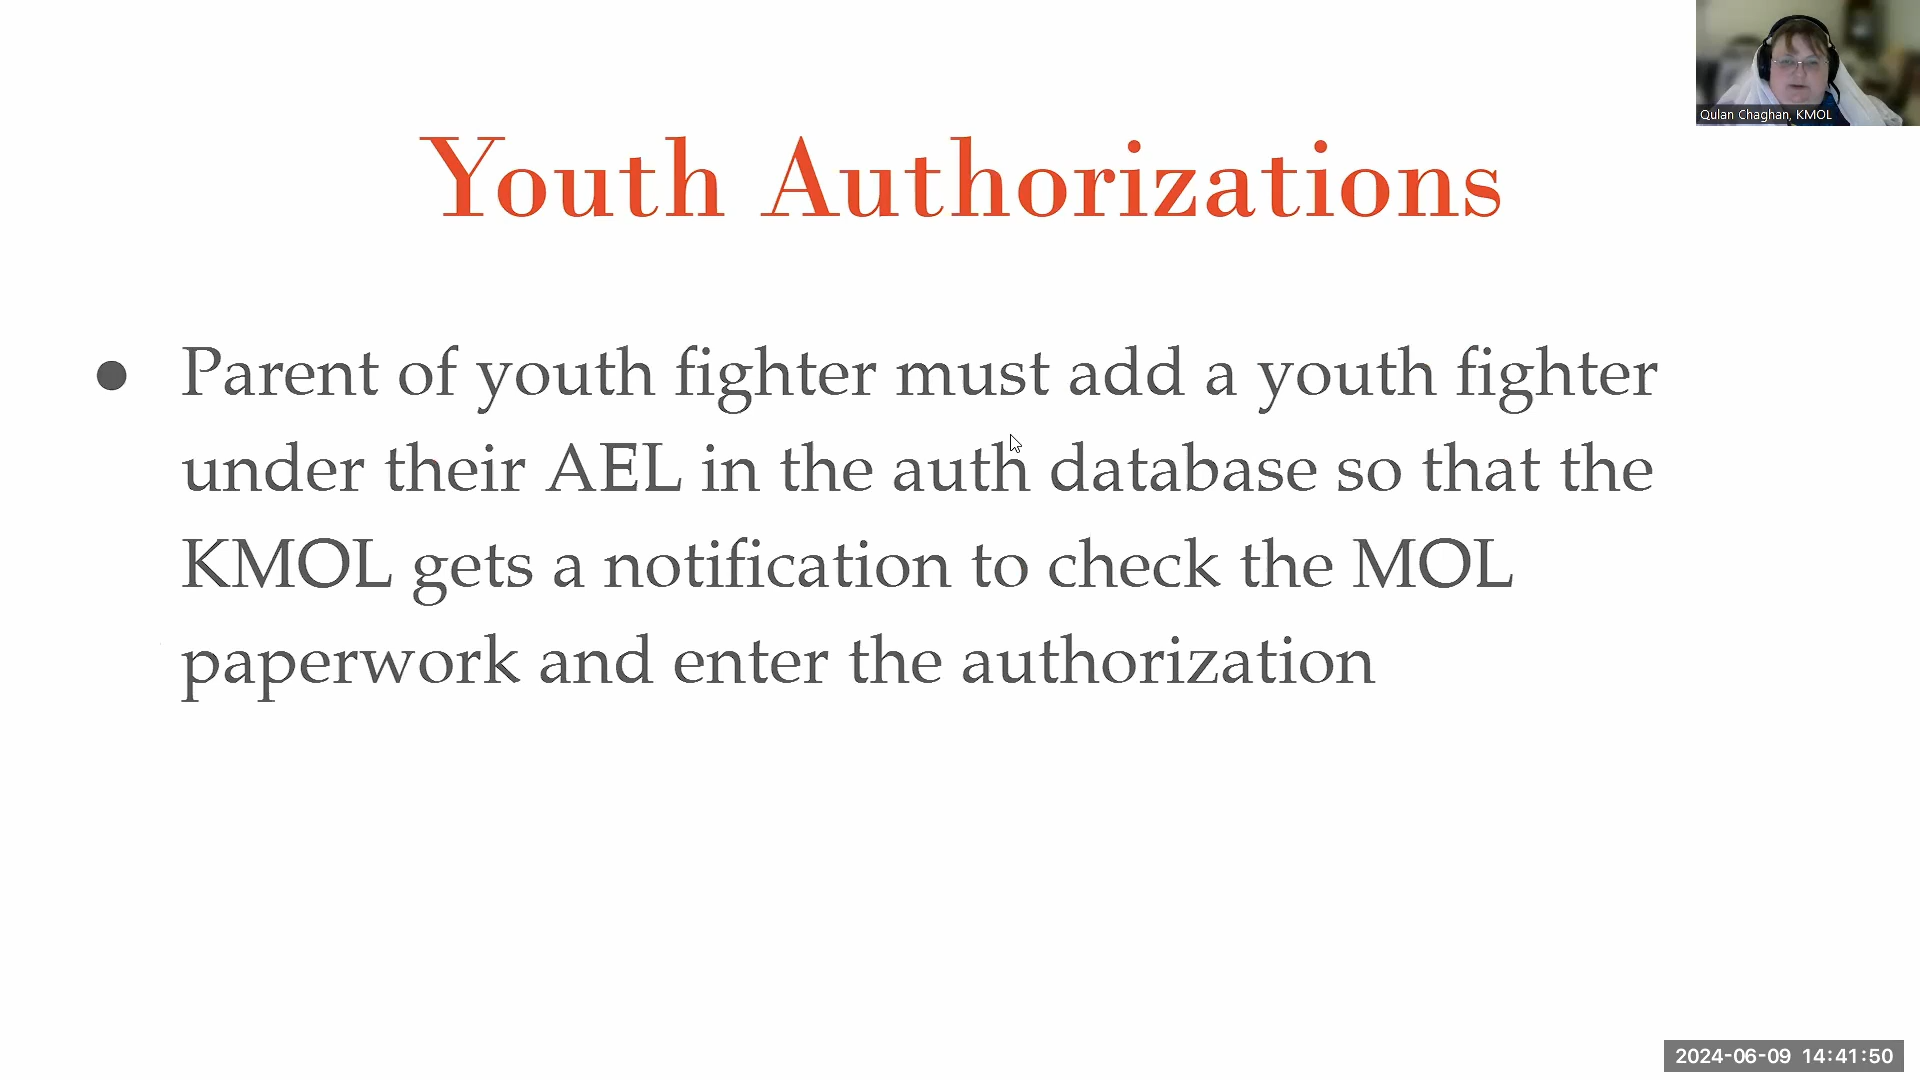 Qulan Chaghan, KMOL
Youth Authorizations
● Parent of youth fighter must add a youth fighter
under their AEL in the auth database so that the
KMOL gets a notification to check the MOL
paperwork and enter the authorization
2024-06-09 14:41:50